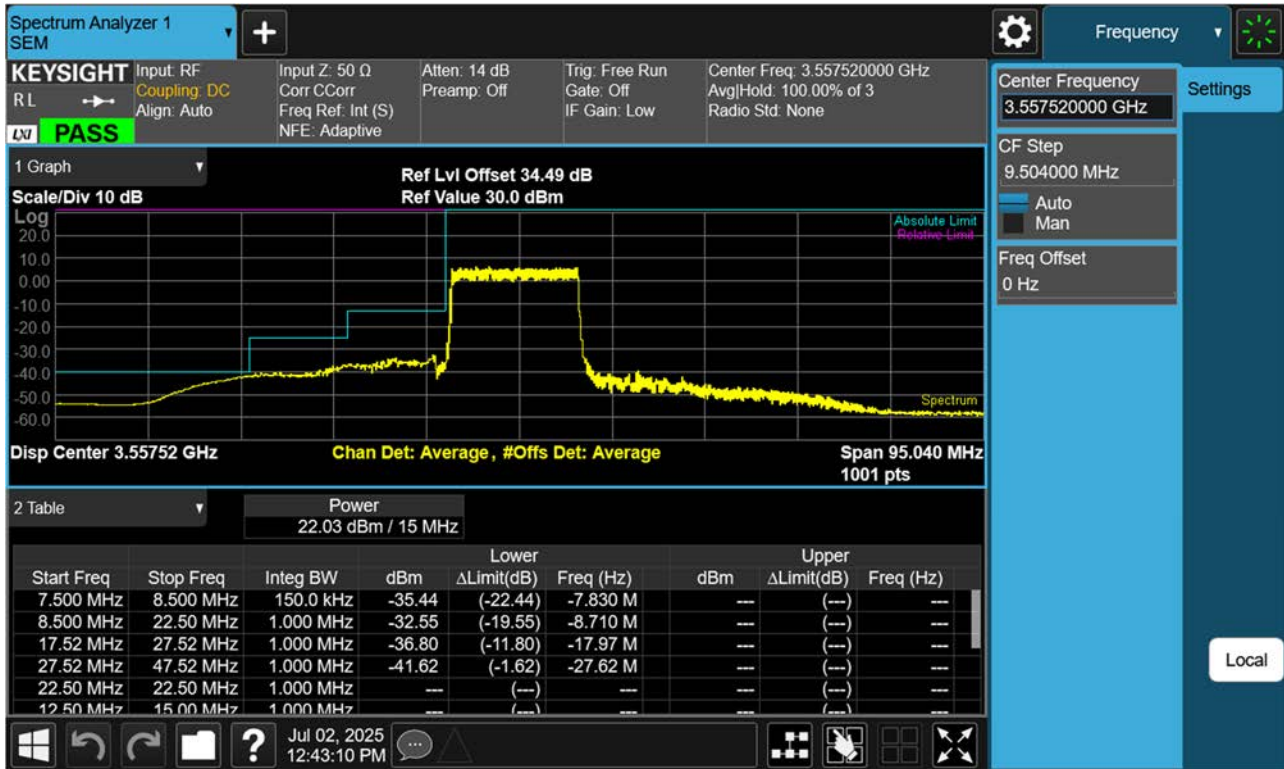 Spectrum Analyzer 1
SEM
Frequency
KEYSIGHT
R L
LXI
PASS
Input: RF
Coupling: DC
Align: Auto
Input Z: 50 Ω
Corr CCorr
Freq Ref: Int (S)
NFE: Adaptive
Atten: 14 dB
Preamp: Off
Trig: Free Run
Gate: Off
IF Gain: Low
Center Freq: 3.557520000 GHz
Avg|Hold: 100.00% of 3
Radio Std: None
Center Frequency
3.557520000 GHz
Settings
CF Step
9.504000 MHz
Auto
Man
Freq Offset
0 Hz
Local
1 Graph
Scale/Div 10 dB
Ref Lvl Offset 34.49 dB
Ref Value 30.0 dBm
Log
Absolute Limit
Relative Limit
20.0
10.0
0.00
-10.0
-20.0
-30.0
-40.0
-50.0
-60.0
Spectrum
Disp Center 3.55752 GHz
Chan Det: Average, #Offs Det: Average
Span 95.040 MHz
1001 pts
2 Table
Power
22.03 dBm / 15 MHz
Lower Upper
Start Freq Stop Freq Integ BW dBm ΔLimit(dB) Freq (Hz) dBm ΔLimit(dB) Freq (Hz)
7.500 MHz 8.500 MHz 150.0 kHz -35.44 (-22.44) -7.830 M --- (---) ---
8.500 MHz 22.50 MHz 1.000 MHz -32.55 (-19.55) -8.710 M --- (---) ---
17.52 MHz 27.52 MHz 1.000 MHz -36.80 (-11.80) -17.97 M --- (---) ---
27.52 MHz 47.52 MHz 1.000 MHz -41.62 (-1.62) -27.62 M --- (---) ---
22.50 MHz 22.50 MHz 1.000 MHz --- (---) --- --- (---) ---
12.50 MHz 15.00 MHz 1.000 MHz --- (---) --- --- (---) ---
?
Jul 02, 2025
12:43:10 PM